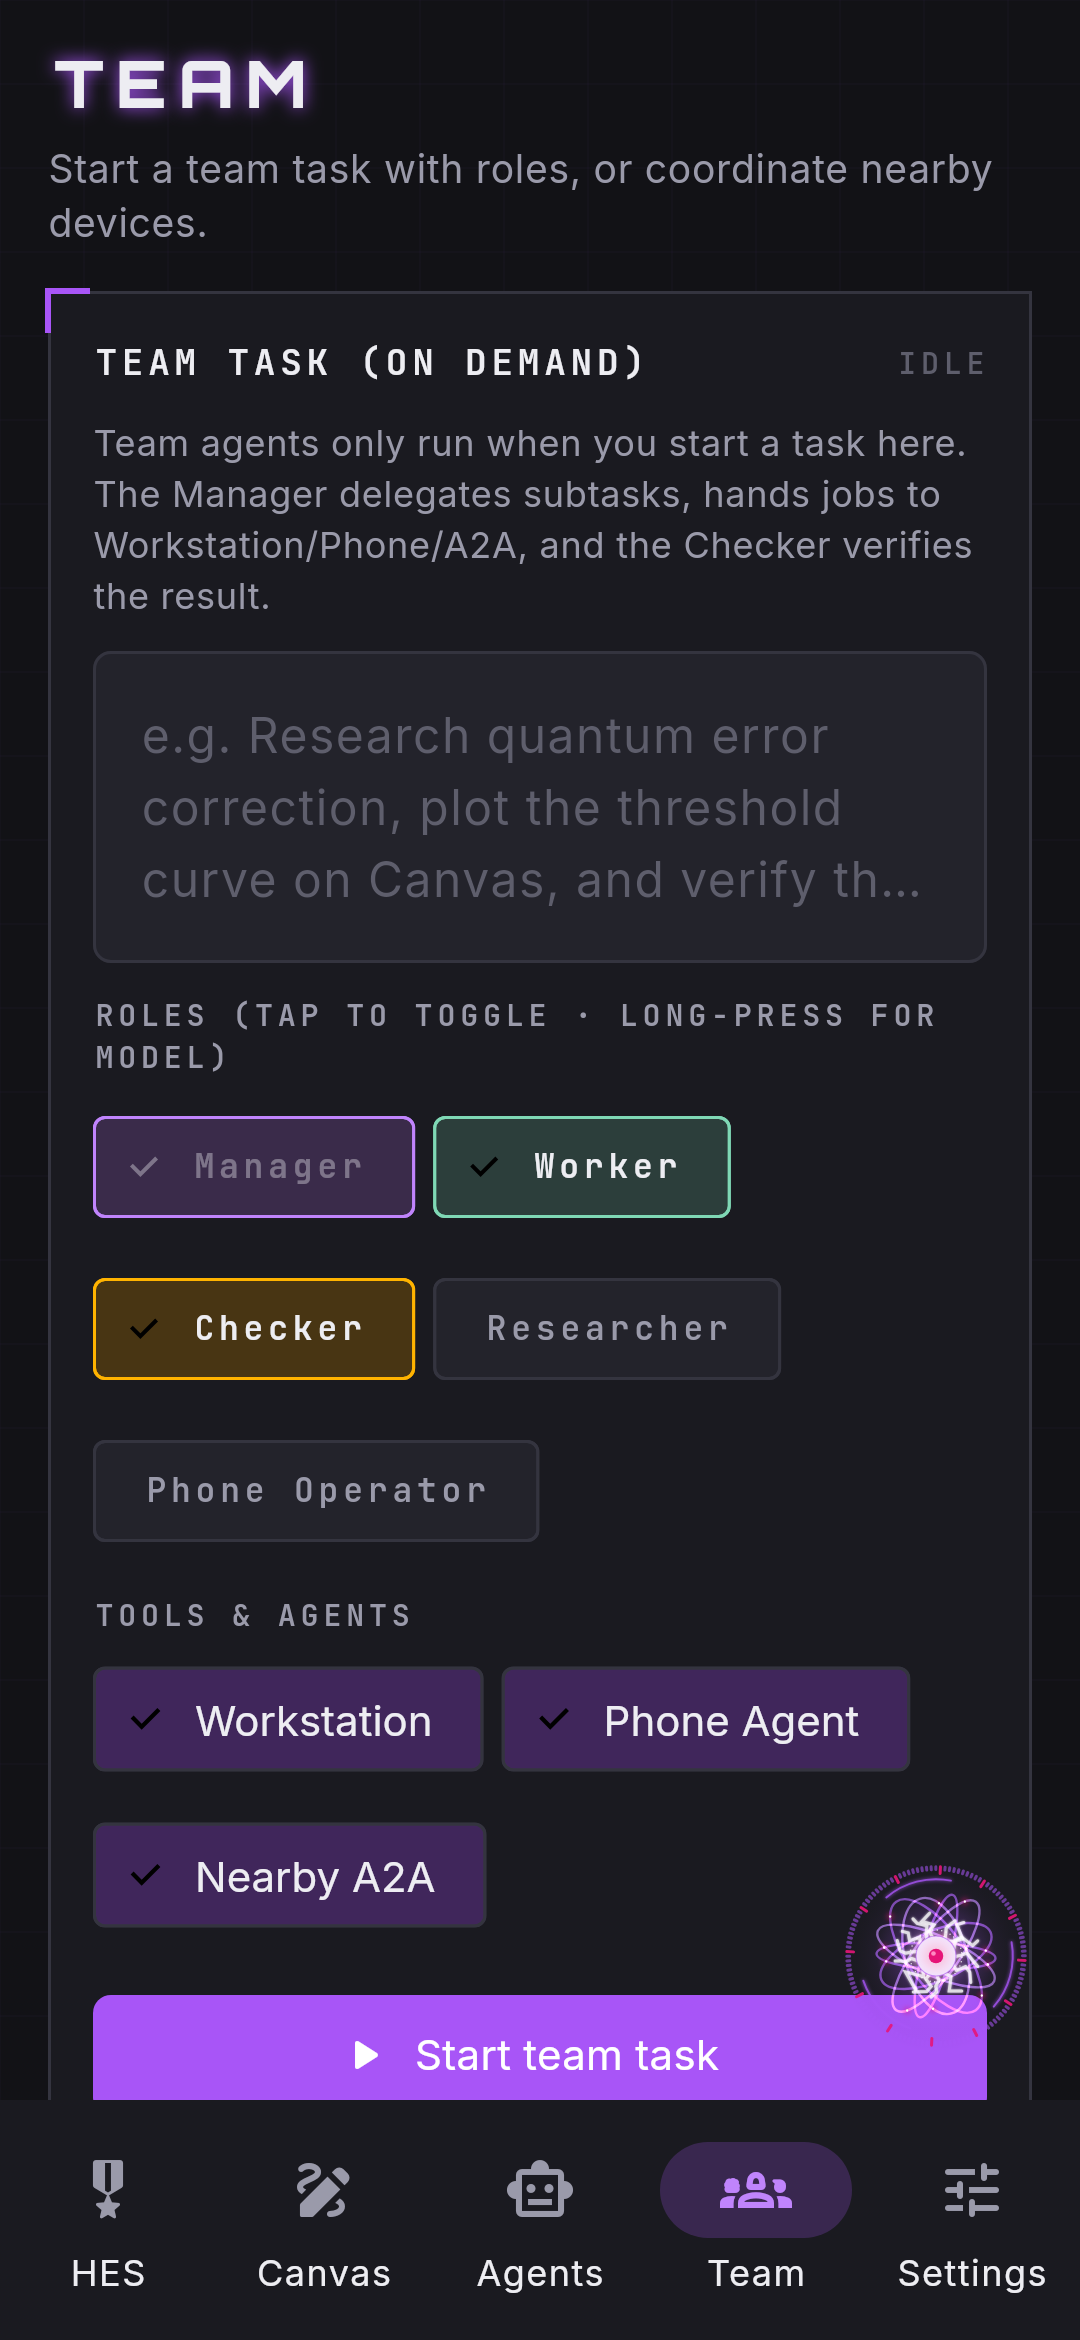 TEAM
Start a team task with roles, or coordinate nearby
devices.
TEAM TASK (ON DEMAND)
IDLE
Team agents only run when you start a task here.
The Manager delegates subtasks, hands jobs to
Workstation/Phone/A2A, and the Checker verifies
the result.
e.g. Research quantum error
correction, plot the threshold
curve on Canvas, and verify th...
ROLES (TAP TO TOGGLE · LONG-PRESS FOR
MODEL)
Manager
Worker
Checker
Researcher
Phone Operator
TOOLS & AGENTS
Workstation
Phone Agent
Nearby A2A
Start team task
HES
Canvas
Agents
Team
Settings